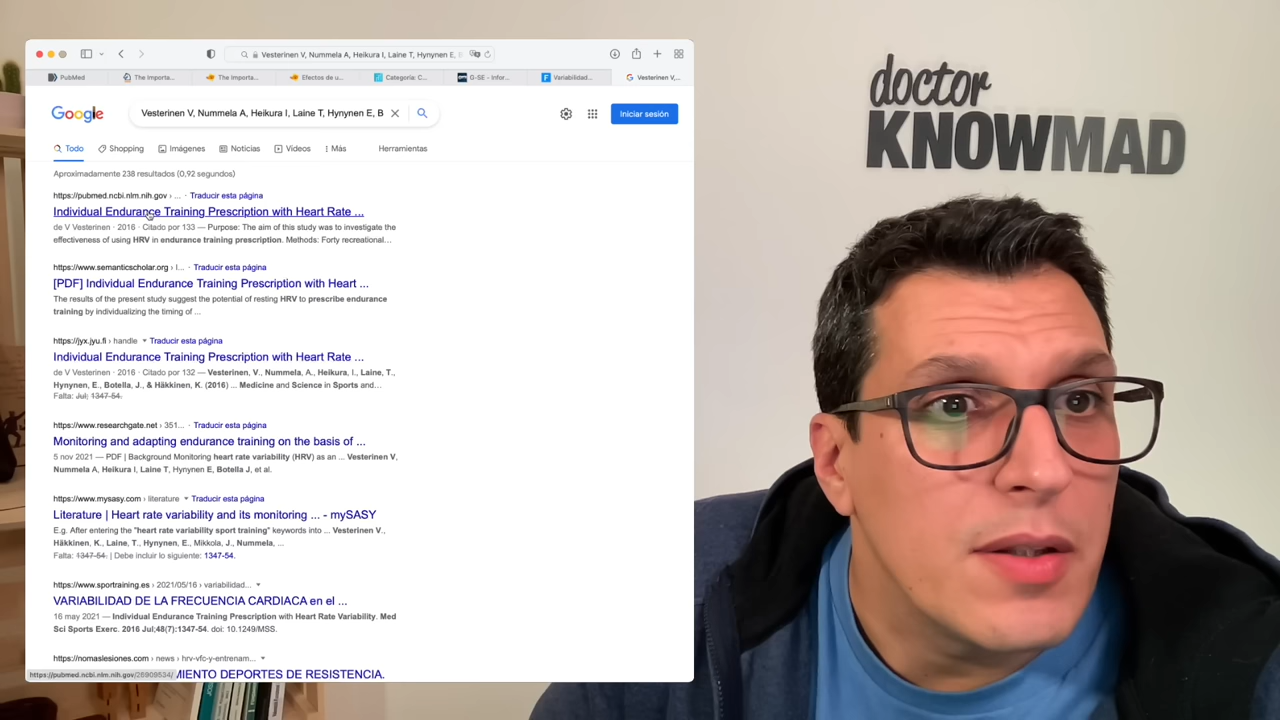 Vesterinen V, Nummela A, Heikura I, Laine T, Hynynen E,
PubMed
The Importa...
The Importa...
Efectos de u...
Categoría: C...
G-SE - Infor...
Variabilidad...
Vesterinen V,...
Google
Vesterinen V, Nummela A, Heikura I, Laine T, Hynynen E, B
Iniciar sesión
Todo
Shopping
Imágenes
Noticias
Vídeos
Más
Herramientas
Aproximadamente 238 resultados (0,92 segundos)
https://pubmed.ncbi.nlm.nih.gov › ... · Traducir esta página
Individual Endurance Training Prescription with Heart Rate ...
de V Vesterinen · 2016 · Citado por 133 — Purpose: The aim of this study was to investigate the
effectiveness of using HRV in endurance training prescription. Methods: Forty recreational...
https://www.semanticscholar.org › l... · Traducir esta página
[PDF] Individual Endurance Training Prescription with Heart ...
The results of the present study suggest the potential of resting HRV to prescribe endurance
training by individualizing the timing of ...
https://jyx.jyu.fi › handle Traducir esta página
Individual Endurance Training Prescription with Heart Rate ...
de V Vesterinen · 2016 · Citado por 132 — Vesterinen, V., Nummela, A., Heikura, I., Laine, T.,
Hynynen, E., Botella, J., & Häkkinen, K. (2016) ... Medicine and Science in Sports and...
Falta: Jul; 1347-54.
https://www.researchgate.net › 351... · Traducir esta página
Monitoring and adapting endurance training on the basis of ...
5 nov 2021 — PDF | Background Monitoring heart rate variability (HRV) as an ... Vesterinen V,
Nummela A, Heikura I, Laine T, Hynynen E, Botella J, et al.
https://www.mysasy.com › literature Traducir esta página
Literature | Heart rate variability and its monitoring ... - mySASY
E.g. After entering the "heart rate variability sport training" keywords into ... Vesterinen V.,
Häkkinen, K., Laine, T., Hynynen, E., Mikkola, J., Nummela, ...
Falta: 1347-54. | Debe incluir lo siguiente: 1347-54.
https://www.sportraining.es › 2021/05/16 › variabilidad...
VARIABILIDAD DE LA FRECUENCIA CARDIACA en el ...
16 may 2021 — Individual Endurance Training Prescription with Heart Rate Variability. Med
Sci Sports Exerc. 2016 Jul;48(7):1347-54. doi: 10.1249/MSS.
https://nomaslesiones.com › news › hrv-vfc-y-entrenam...
MIENTO DEPORTES DE RESISTENCIA.
https://pubmed.ncbi.nlm.nih.gov/26909534/
doctor
KNOWMAD